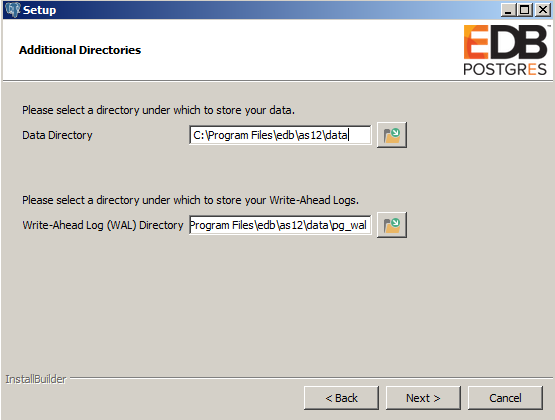 Setup
Additional Directories
EDB
POSTGRES
Please select a directory under which to store your data.
Data Directory C:\Program Files\edb\as12\data
Please select a directory under which to store your Write-Ahead Logs.
Write-Ahead Log (WAL) Directory Program Files\edb\as12\data\pg_wal
InstallBuilder
< Back Next > Cancel